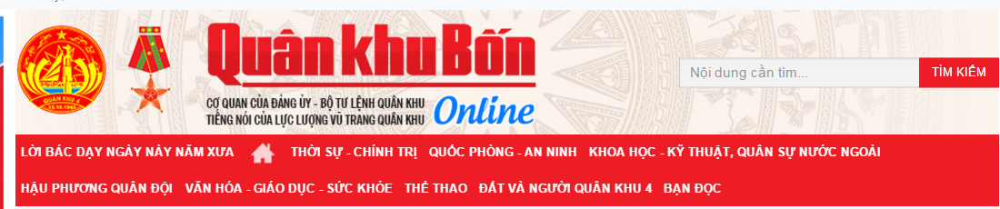 QUÂN KHU 4
15.10.1945
Quân khu Bốn
CƠ QUAN CỦA ĐẢNG ỦY - BỘ TƯ LỆNH QUÂN KHU
TIẾNG NÓI CỦA LỰC LƯỢNG VŨ TRANG QUÂN KHU
Online
Nội dung cần tìm...
TÌM KIẾM
LỜI BÁC DẠY NGÀY NÀY NĂM XƯA
THỜI SỰ - CHÍNH TRỊ
QUỐC PHÒNG - AN NINH
KHOA HỌC - KỸ THUẬT, QUÂN SỰ NƯỚC NGOÀI
HẬU PHƯƠNG QUÂN ĐỘI
VĂN HÓA - GIÁO DỤC - SỨC KHỎE
THỂ THAO
ĐẤT VÀ NGƯỜI QUÂN KHU 4
BẠN ĐỌC